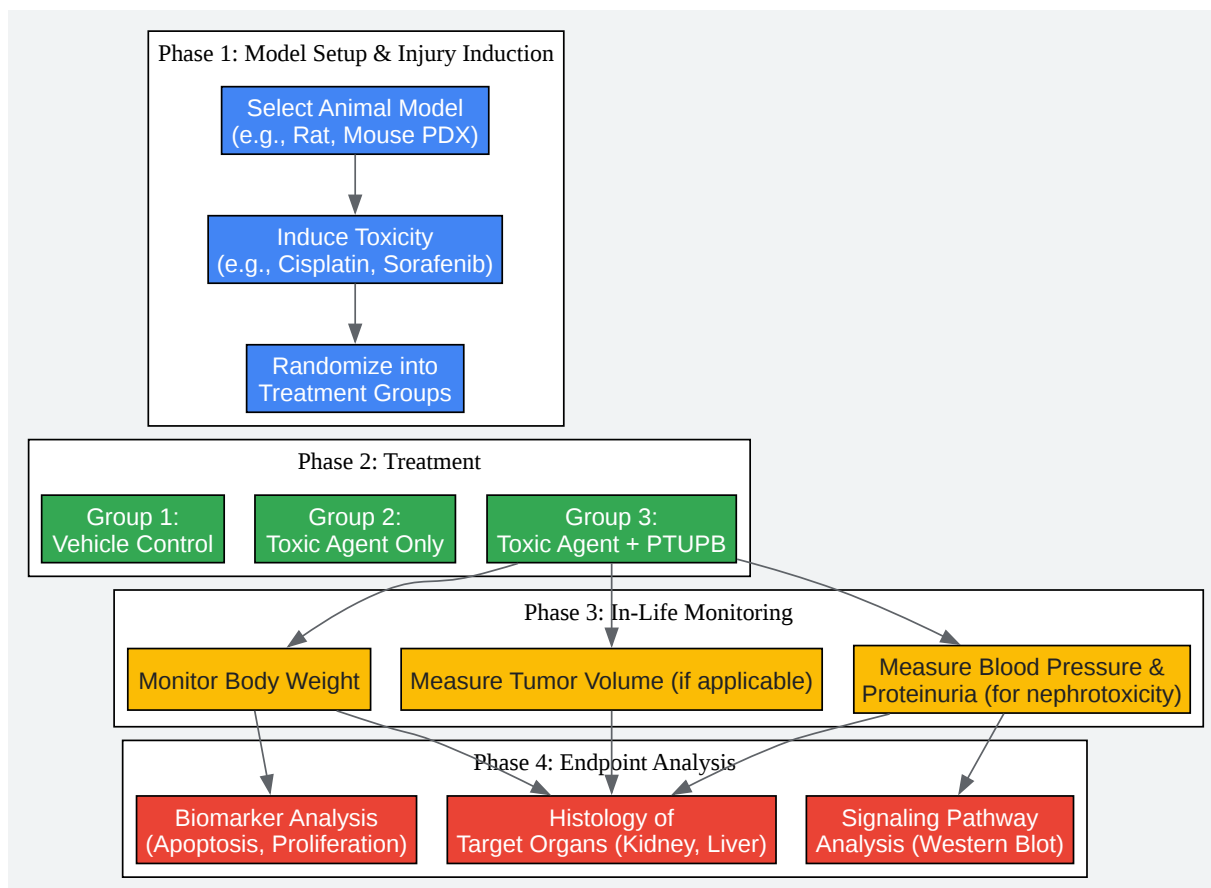 Phase 1: Model Setup & Injury Induction
Select Animal Model
(e.g., Rat, Mouse PDX)
Induce Toxicity
(e.g., Cisplatin, Sorafenib)
Randomize into
Treatment Groups
Phase 2: Treatment
Group 1:
Vehicle Control
Group 2:
Toxic Agent Only
Group 3:
Toxic Agent + PTUPB
Phase 3: In-Life Monitoring
Monitor Body Weight
Measure Tumor Volume (if applicable)
Measure Blood Pressure &
Proteinuria (for nephrotoxicity)
Phase 4: Endpoint Analysis
Biomarker Analysis
(Apoptosis, Proliferation)
Histology of
Target Organs (Kidney, Liver)
Signaling Pathway
Analysis (Western Blot)